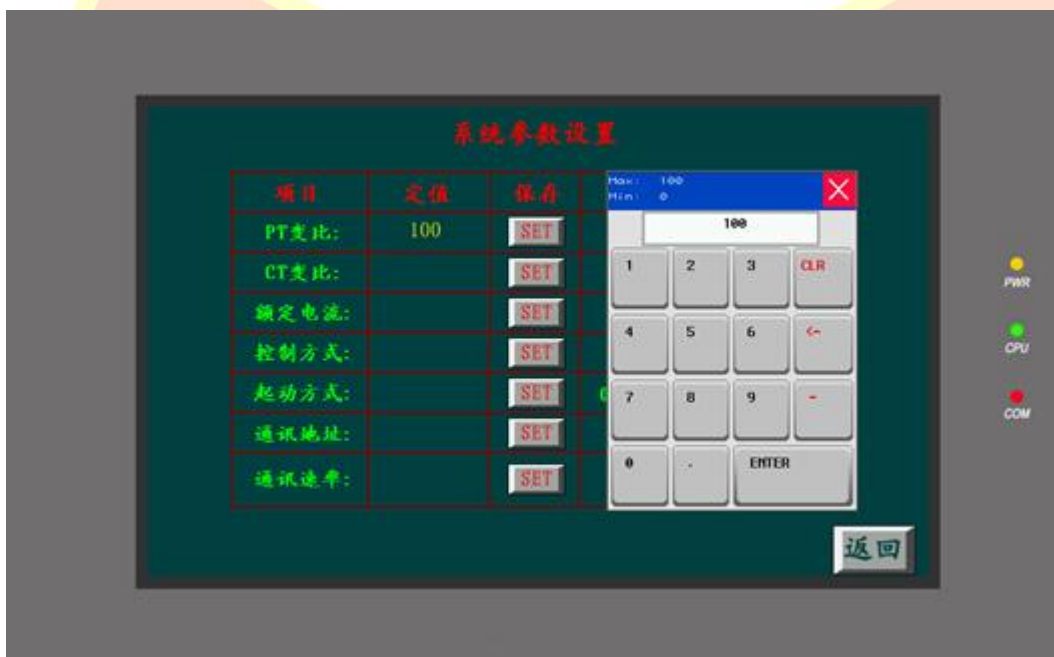 系统参数设置
项目 定值 保存
PT变比: 100 SET
CT变比: SET
额定电流: SET
控制方式: SET
起动方式: SET
通讯地址: SET
通讯速率: SET
Max: 100
Min: 0
100
1 2 3 CLR
4 5 6 <-
7 8 9 -
0 . ENTER
返回
PWR
CPU
COM